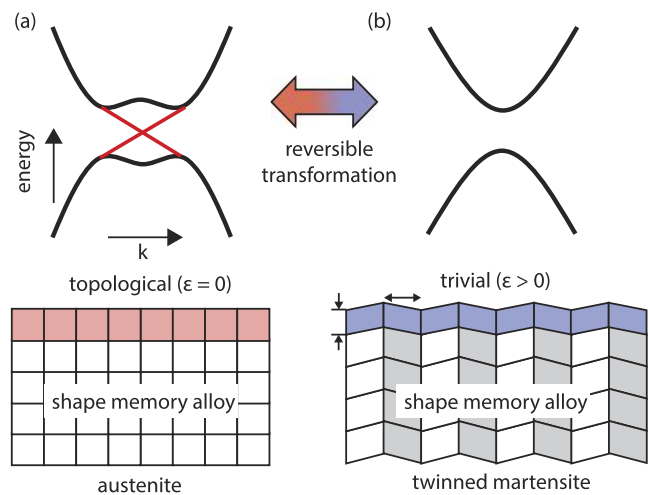 (a)
(b)
energy
k
reversible
transformation
topological (ε = 0)
trivial (ε > 0)
shape memory alloy
shape memory alloy
austenite
twinned martensite